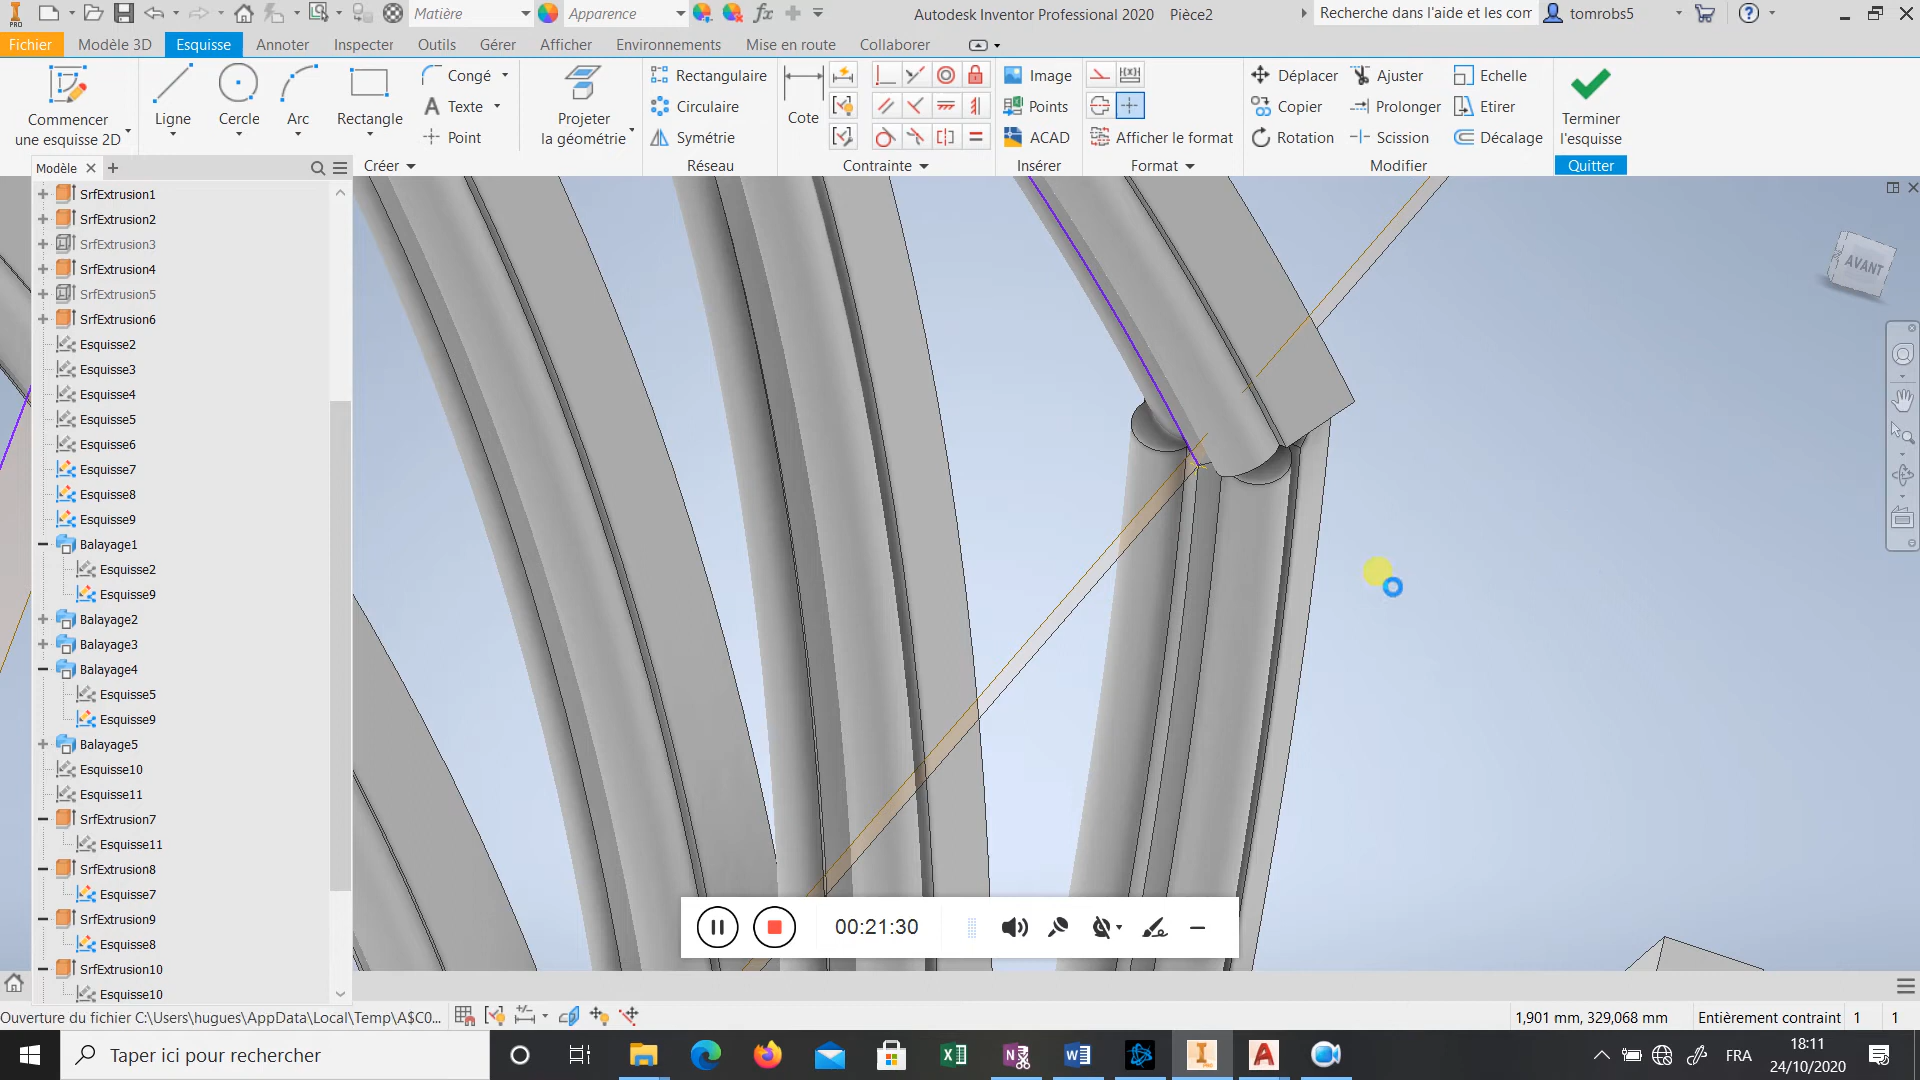 PRO
Matière
Apparence
fx
Autodesk Inventor Professional 2020 Pièce2
Recherche dans l'aide et les com
tomrobs5
Fichier
Modèle 3D
Esquisse
Annoter
Inspecter
Outils
Gérer
Afficher
Environnements
Mise en route
Collaborer
Commencer
une esquisse 2D
Ligne
Cercle
Arc
Rectangle
Congé
Texte
Point
Projeter
la géométrie
Rectangulaire
Circulaire
Symétrie
Cote
Image
Points
ACAD
Afficher le format
Déplacer
Copier
Rotation
Ajuster
Prolonger
Scission
Echelle
Etirer
Décalage
Terminer
l'esquisse
Créer
Réseau
Contrainte
Insérer
Format
Modifier
Quitter
Modèle
SrfExtrusion1
SrfExtrusion2
SrfExtrusion3
SrfExtrusion4
SrfExtrusion5
SrfExtrusion6
Esquisse2
Esquisse3
Esquisse4
Esquisse5
Esquisse6
Esquisse7
Esquisse8
Esquisse9
Balayage1
Esquisse2
Esquisse9
Balayage2
Balayage3
Balayage4
Esquisse5
Esquisse9
Balayage5
Esquisse10
Esquisse11
SrfExtrusion7
Esquisse11
SrfExtrusion8
Esquisse7
SrfExtrusion9
Esquisse8
SrfExtrusion10
Esquisse10
AVANT
00:21:30
Ouverture du fichier C:\Users\hugues\AppData\Local\Temp\A$C0...
1,901 mm, 329,068 mm
Entièrement contraint
1
1
Taper ici pour rechercher
FRA
18:11
24/10/2020